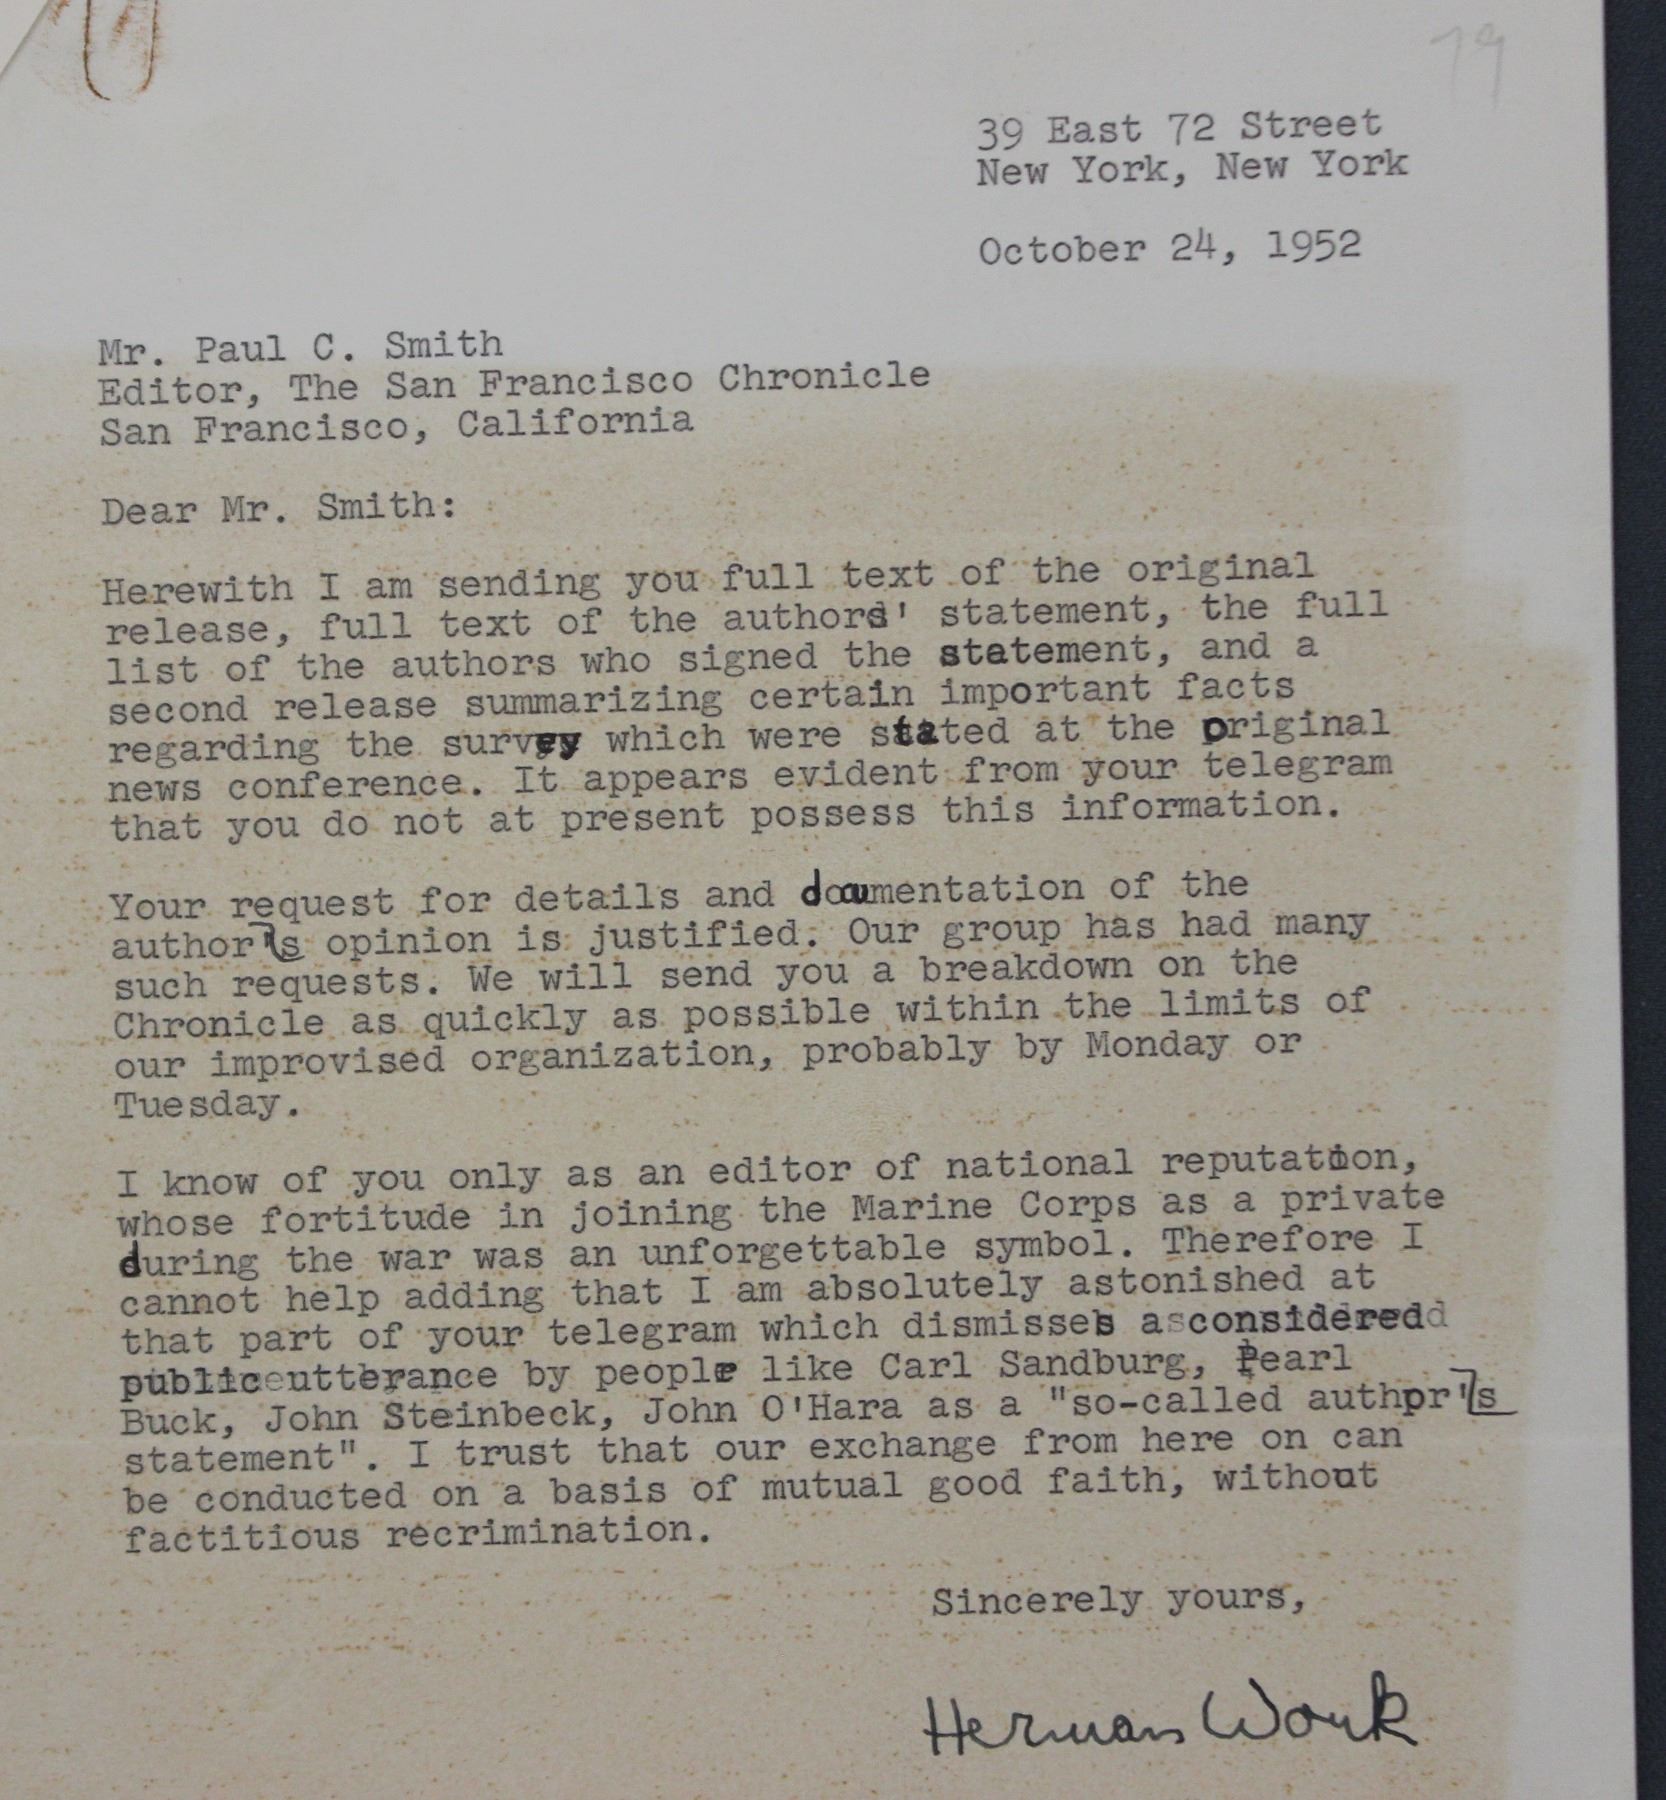 79
39 East 72 Street
New York, New York
October 24, 1952
Mr. Paul C. Smith
Editor, The San Francisco Chronicle
San Francisco, California
Dear Mr. Smith:
Herewith I am sending you full text of the original
release, full text of the authors' statement, the full
list of the authors who signed the statement, and a
second release summarizing certain important facts
regarding the survey which were stated at the original
news conference. It appears evident from your telegram
that you do not at present possess this information.
Your request for details and documentation of the
author's opinion is justified. Our group has had many
such requests. We will send you a breakdown on the
Chronicle as quickly as possible within the limits of
our improvised organization, probably by Monday or
Tuesday.
I know of you only as an editor of national reputation,
whose fortitude in joining the Marine Corps as a private
during the war was an unforgettable symbol. Therefore I
cannot help adding that I am absolutely astonished at
that part of your telegram which dismisses a considered
public utterance by people like Carl Sandburg, Pearl
Buck, John Steinbeck, John O'Hara as a "so-called author's
statement". I trust that our exchange from here on can
be conducted on a basis of mutual good faith, without
factitious recrimination.
Sincerely yours,
Herman Wouk